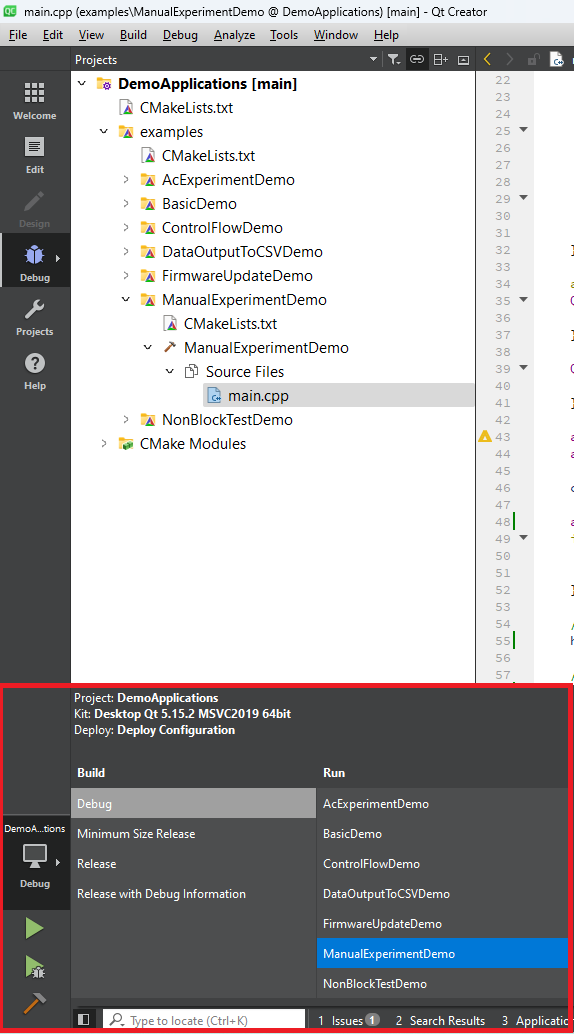 main.cpp (examples\ManualExperimentDemo @ DemoApplications) [main] - Qt Creator
File Edit View Build Debug Analyze Tools Window Help
Projects
Welcome
Edit
Design
Debug
Projects
Help
DemoApplications [main]
CMakeLists.txt
examples
CMakeLists.txt
AcExperimentDemo
BasicDemo
ControlFlowDemo
DataOutputToCSVDemo
FirmwareUpdateDemo
ManualExperimentDemo
CMakeLists.txt
ManualExperimentDemo
Source Files
main.cpp
NonBlockTestDemo
CMake Modules
22
23
24
25
26
27
28
29
30
31
32
33
34
35
36
37
38
39
40
41
42
43
44
45
46
47
48
49
50
51
52
53
54
55
56
57
Project: DemoApplications
Kit: Desktop Qt 5.15.2 MSVC2019 64bit
Deploy: Deploy Configuration
Build
Debug
Minimum Size Release
Release
Release with Debug Information
Run
AcExperimentDemo
BasicDemo
ControlFlowDemo
DataOutputToCSVDemo
FirmwareUpdateDemo
ManualExperimentDemo
NonBlockTestDemo
DemoA...tions
Debug
Type to locate (Ctrl+K)
1 Issues 1 2 Search Results 3 Applicatio